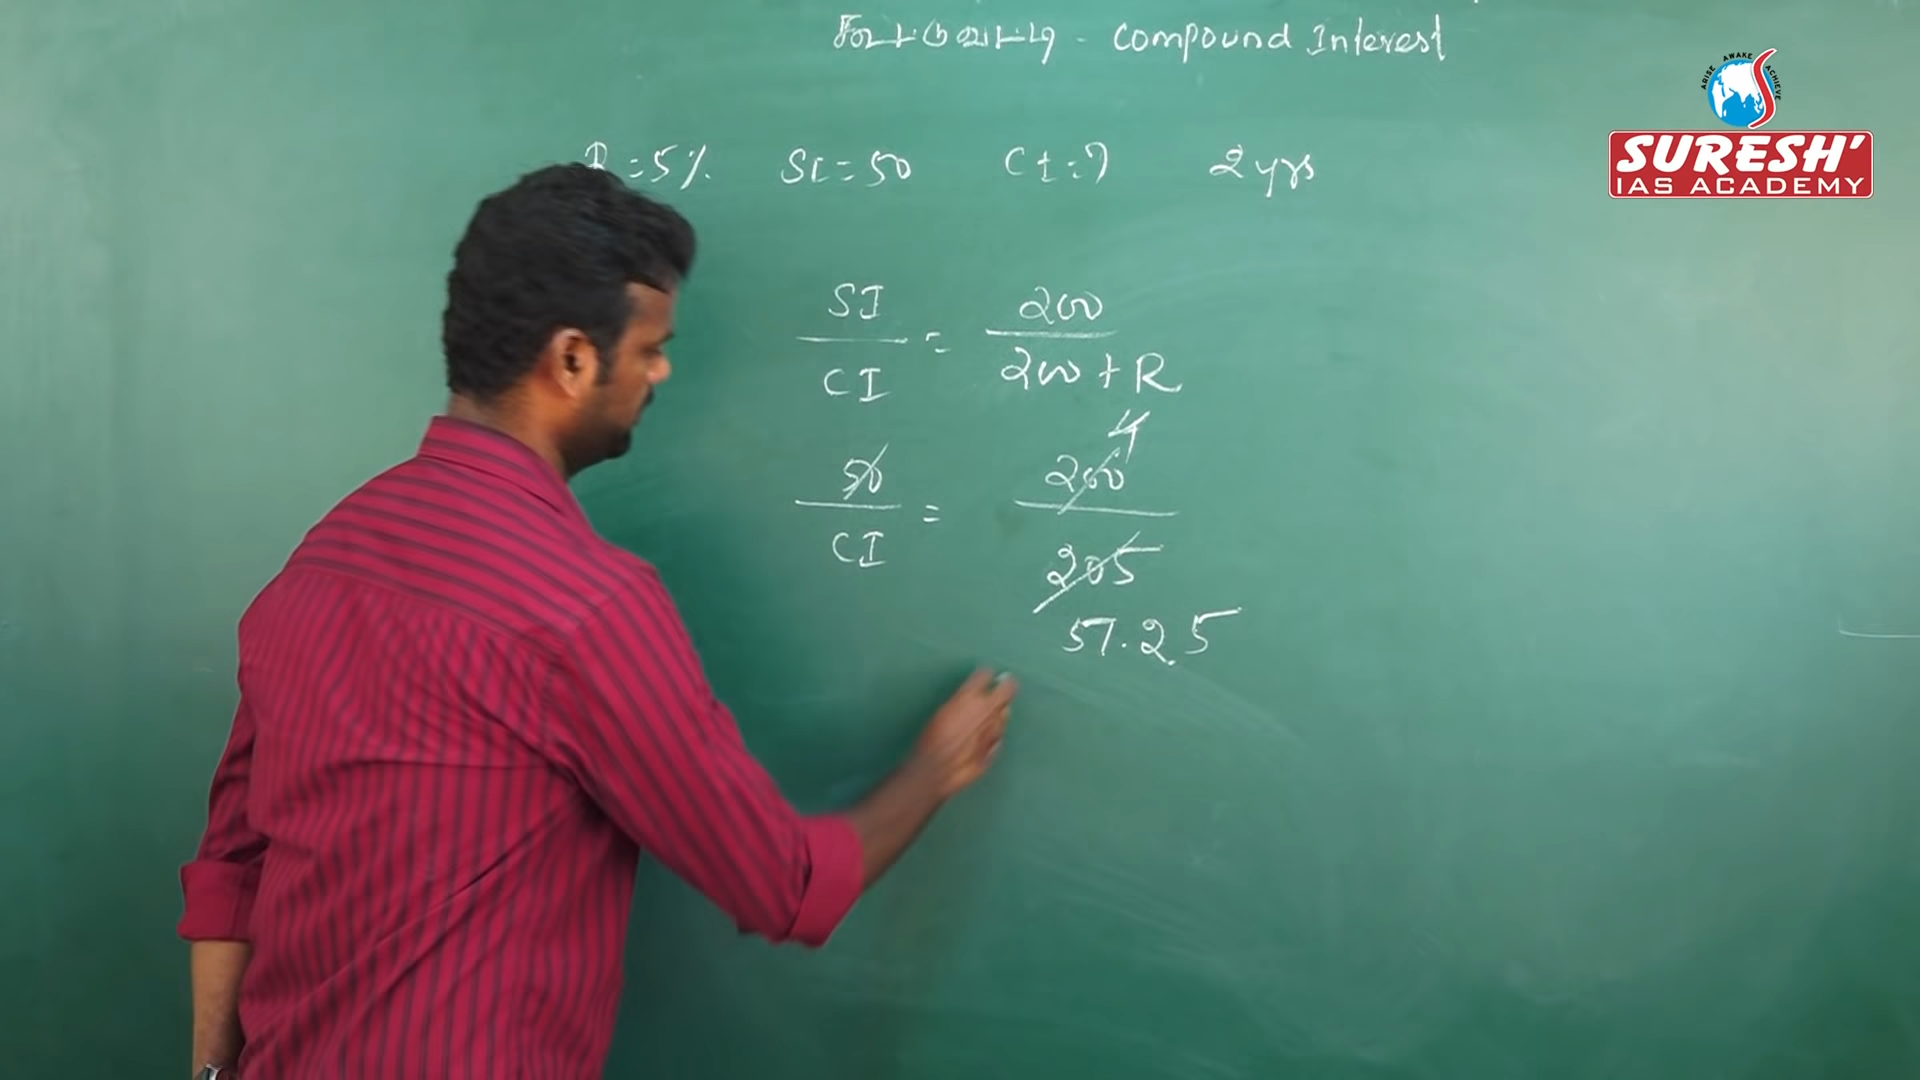 கூட்டுவட்டி - Compound Interest
ARISE AWAKE ACHIEVE
SURESH'
IAS ACADEMY
R = 5% SI = 50 CI = ? 2 yrs
SI / CI = 200 / 200 + R
50 / CI = 200 / 205
4
57.25